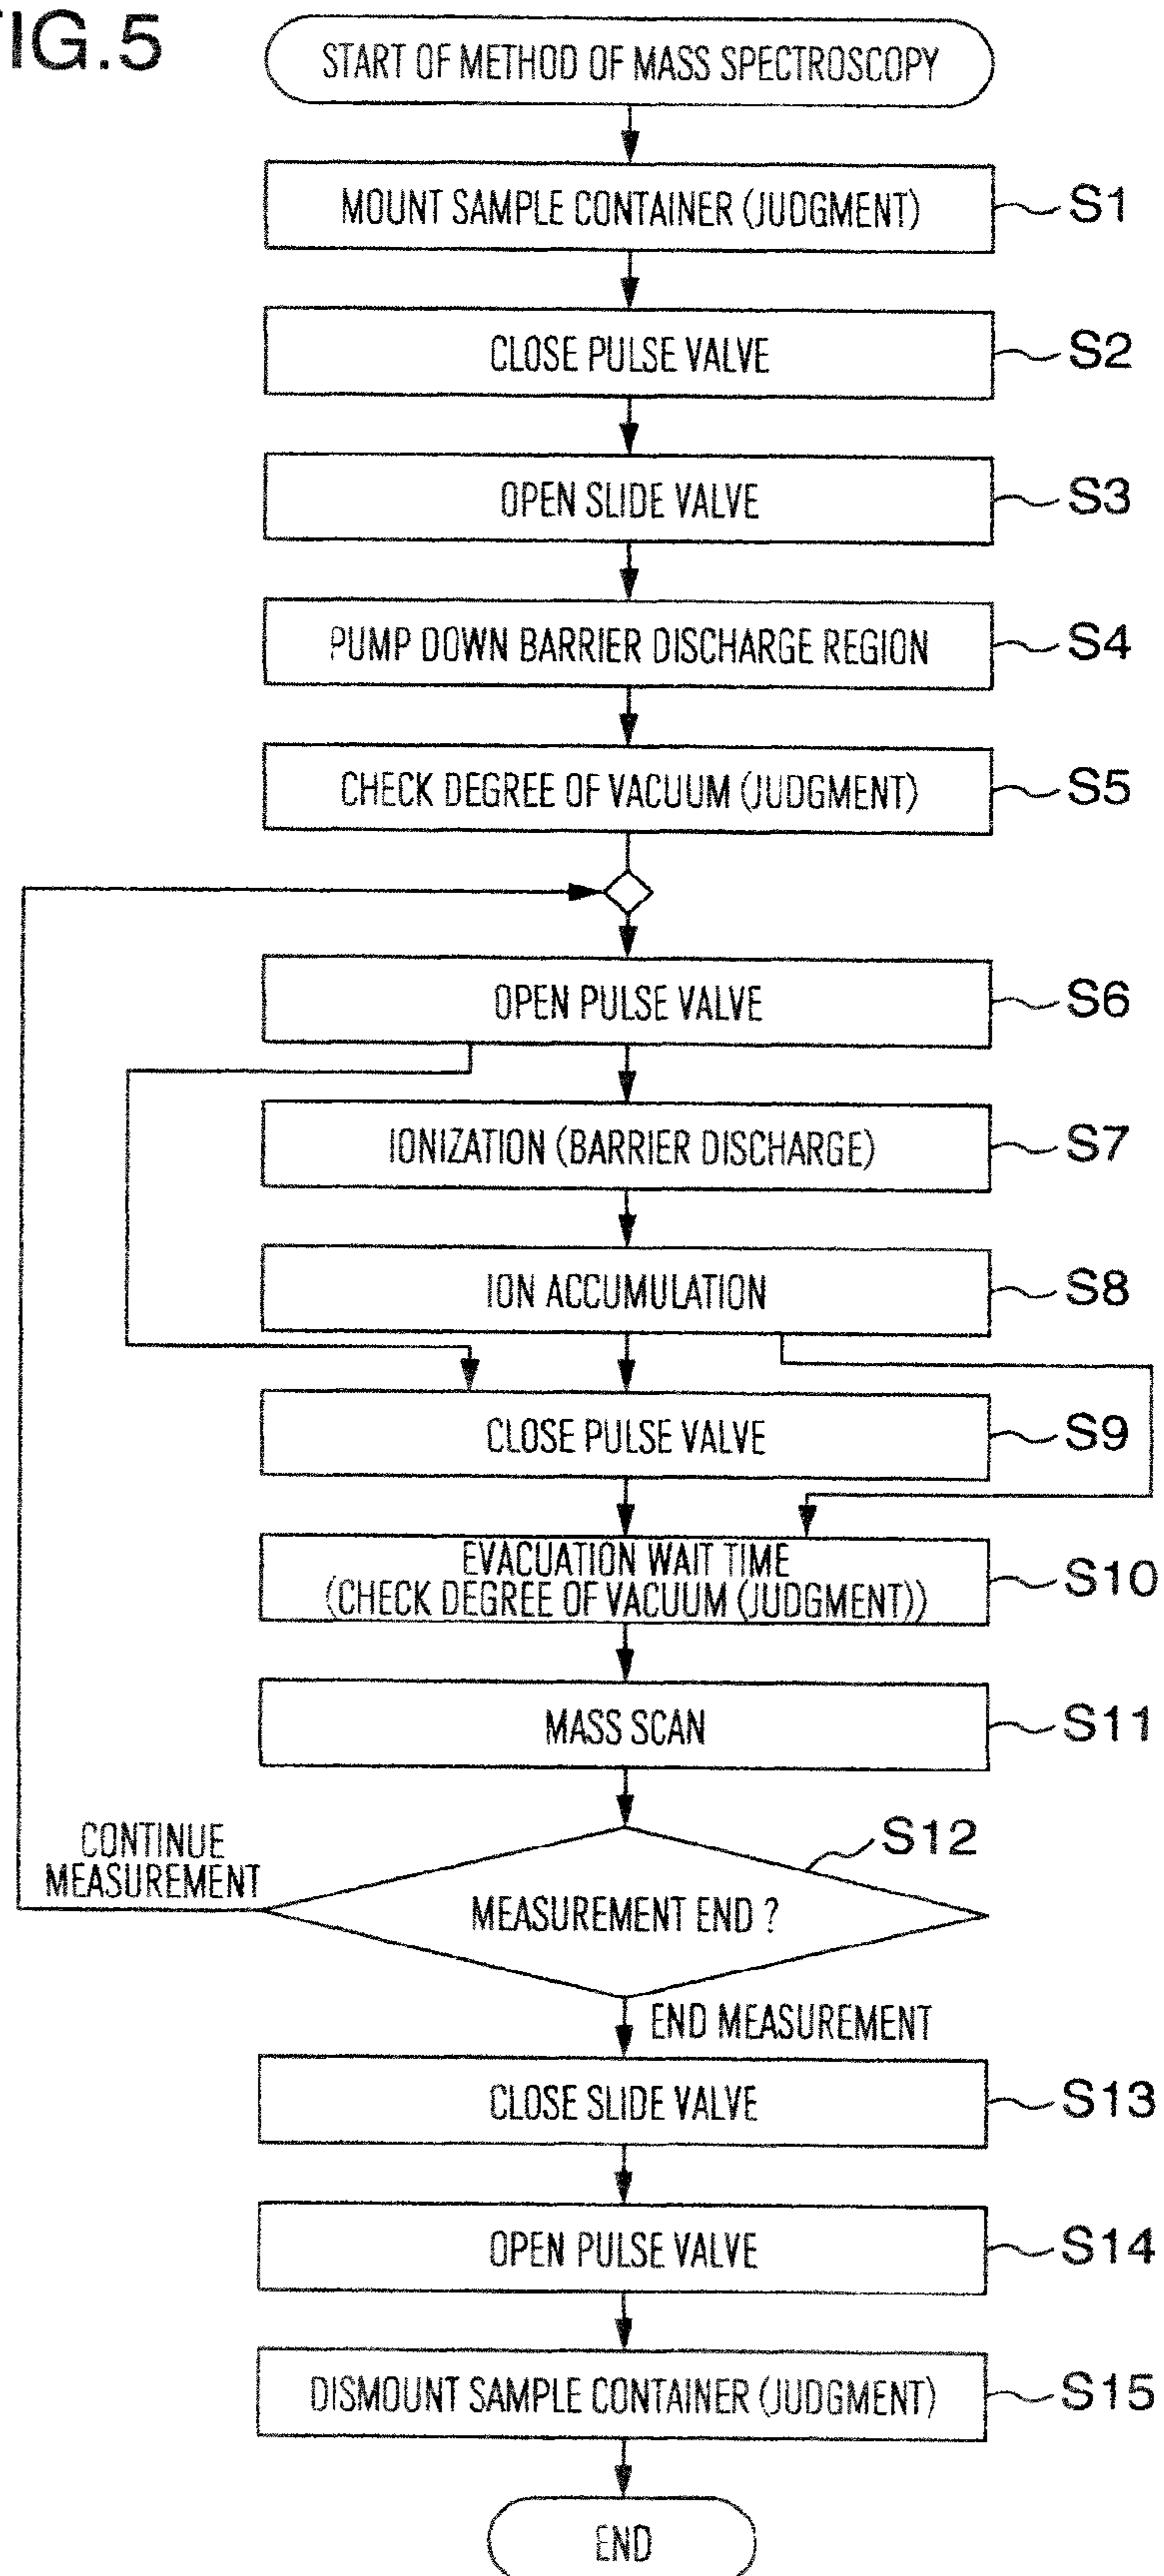 FIG.5
START OF METHOD OF MASS SPECTROSCOPY
MOUNT SAMPLE CONTAINER (JUDGMENT)
S1
CLOSE PULSE VALVE
S2
OPEN SLIDE VALVE
S3
PUMP DOWN BARRIER DISCHARGE REGION
S4
CHECK DEGREE OF VACUUM (JUDGMENT)
S5
OPEN PULSE VALVE
S6
IONIZATION (BARRIER DISCHARGE)
S7
ION ACCUMULATION
S8
CLOSE PULSE VALVE
S9
EVACUATION WAIT TIME
(CHECK DEGREE OF VACUUM (JUDGMENT))
S10
MASS SCAN
S11
CONTINUE
MEASUREMENT
S12
MEASUREMENT END ?
END MEASUREMENT
CLOSE SLIDE VALVE
S13
OPEN PULSE VALVE
S14
DISMOUNT SAMPLE CONTAINER (JUDGMENT)
S15
END